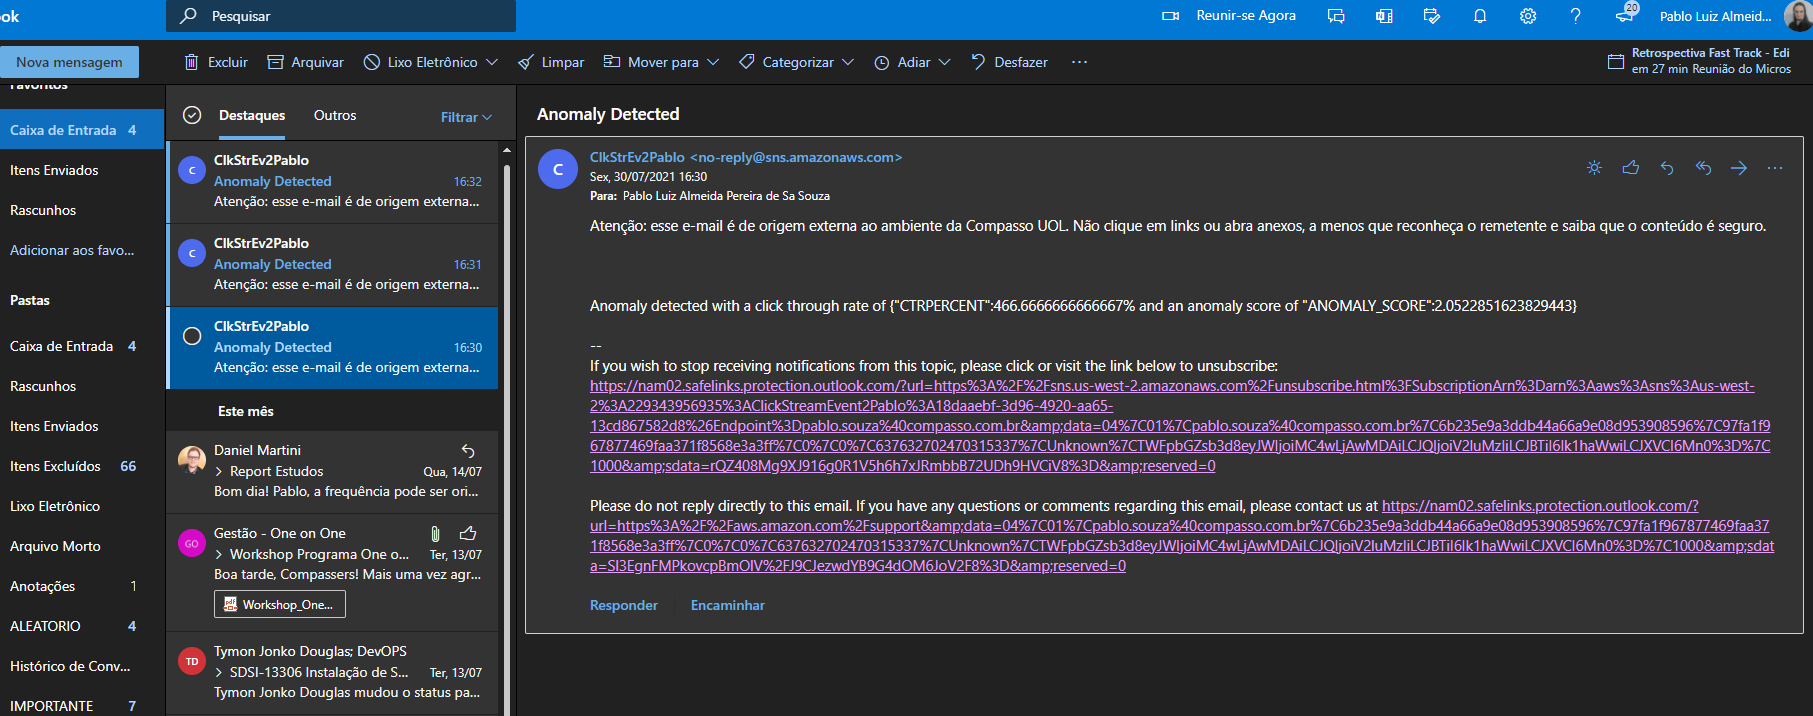 ok
Pesquisar
Reunir-se Agora
20
Pablo Luiz Almeid...
Nova mensagem
Excluir
Arquivar
Lixo Eletrônico
Limpar
Mover para
Categorizar
Adiar
Desfazer
Retrospectiva Fast Track - Edi
em 27 min Reunião do Micros
Favoritos
Caixa de Entrada 4
Itens Enviados
Rascunhos
Adicionar aos favo...
Pastas
Caixa de Entrada 4
Rascunhos
Itens Enviados
Itens Excluídos 66
Lixo Eletrônico
Arquivo Morto
Anotações 1
ALEATORIO 4
Histórico de Conv...
IMPORTANTE 7
Destaques
Outros
Filtrar
C
ClkStrEv2Pablo
Anomaly Detected 16:32
Atenção: esse e-mail é de origem externa...
C
ClkStrEv2Pablo
Anomaly Detected 16:31
Atenção: esse e-mail é de origem externa...
ClkStrEv2Pablo
Anomaly Detected 16:30
Atenção: esse e-mail é de origem externa...
Este mês
Daniel Martini
Report Estudos Qua, 14/07
Bom dia! Pablo, a frequência pode ser ori...
GO
Gestão - One on One
Workshop Programa One o... Ter, 13/07
Boa tarde, Compassers! Mais uma vez agr...
pdf
Workshop_One...
TD
Tymon Jonko Douglas; DevOPS
SDSI-13306 Instalação de S... Ter, 13/07
Tymon Jonko Douglas mudou o status pa...
Anomaly Detected
C
ClkStrEv2Pablo <no-reply@sns.amazonaws.com>
Sex, 30/07/2021 16:30
Para: Pablo Luiz Almeida Pereira de Sa Souza
Atenção: esse e-mail é de origem externa ao ambiente da Compasso UOL. Não clique em links ou abra anexos, a menos que reconheça o remetente e saiba que o conteúdo é seguro.
Anomaly detected with a click through rate of {"CTRPERCENT":466.6666666666667% and an anomaly score of "ANOMALY_SCORE":2.0522851623829443}
--
If you wish to stop receiving notifications from this topic, please click or visit the link below to unsubscribe:
https://nam02.safelinks.protection.outlook.com/?url=https%3A%2F%2Fsns.us-west-2.amazonaws.com%2Funsubscribe.html%3FSubscriptionArn%3Darn%3Aaws%3Asns%3Aus-west-
2%3A229343956935%3AClickStreamEvent2Pablo%3A18daaebf-3d96-4920-aa65-
13cd867582d8%26Endpoint%3Dpablo.souza%40compasso.com.br&amp;data=04%7C01%7Cpablo.souza%40compasso.com.br%7C6b235e9a3ddb44a66a9e08d953908596%7C97fa1f9
67877469faa371f8568e3a3ff%7C0%7C0%7C637632702470315337%7CUnknown%7CTWFpbGZsb3d8eyJWIjoiMC4wLjAwMDAiLCJQIjoiV2luMzIiLCJBTiI6Ik1haWwiLCJXVCI6Mn0%3D%7C
1000&amp;sdata=rQZ408Mg9XJ916g0R1V5h6h7xJRmbbB72UDh9HVCiV8%3D&amp;reserved=0
Please do not reply directly to this email. If you have any questions or comments regarding this email, please contact us at https://nam02.safelinks.protection.outlook.com/?
url=https%3A%2F%2Faws.amazon.com%2Fsupport&amp;data=04%7C01%7Cpablo.souza%40compasso.com.br%7C6b235e9a3ddb44a66a9e08d953908596%7C97fa1f967877469faa37
1f8568e3a3ff%7C0%7C0%7C637632702470315337%7CUnknown%7CTWFpbGZsb3d8eyJWIjoiMC4wLjAwMDAiLCJQIjoiV2luMzIiLCJBTiI6Ik1haWwiLCJXVCI6Mn0%3D%7C1000&amp;sdat
a=SI3EgnFMPkovcpBmOlV%2FJ9CJezwdYB9G4dOM6JoV2F8%3D&amp;reserved=0
Responder
Encaminhar